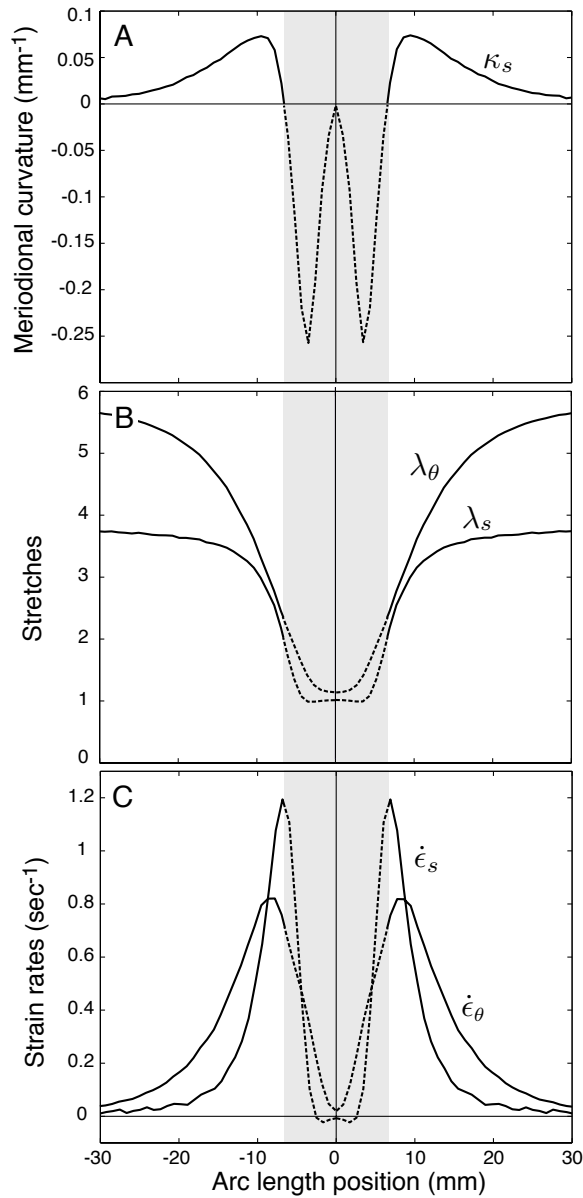 A
Meriodional curvature (mm-1)
0.1
0.05
0
-0.05
-0.1
-0.15
-0.2
-0.25
κs
B
Stretches
6
5
4
3
2
1
0
λθ
λs
C
Strain rates (sec-1)
1.2
1
0.8
0.6
0.4
0.2
0
ε̇s
ε̇θ
-30 -20 -10 0 10 20 30
Arc length position (mm)